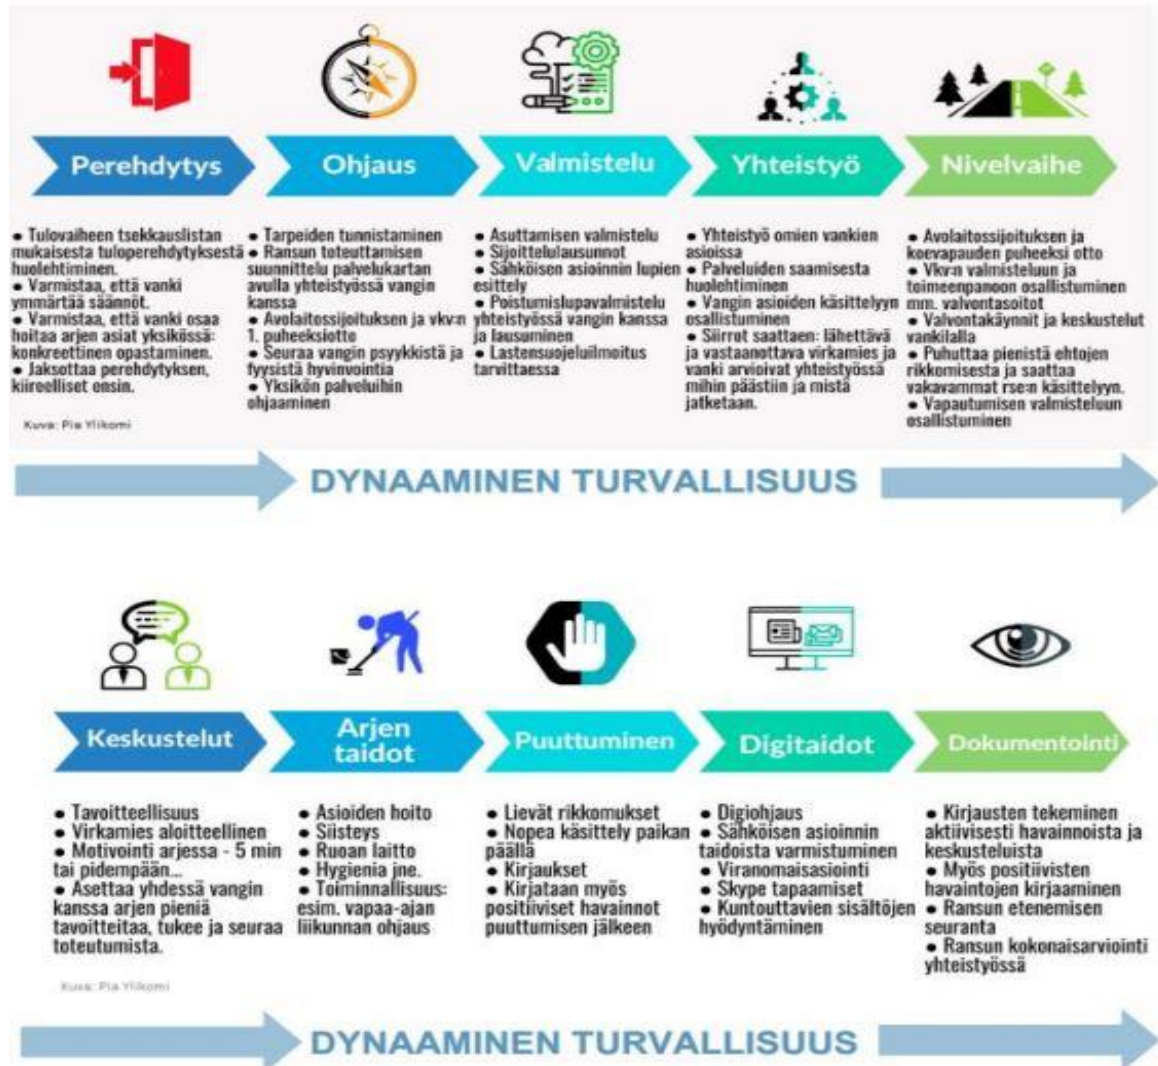 Perehdytys
Ohjaus
Valmistelu
Yhteistyö
Nivelvaihe
● Tulovaiheen tsekkauslistan
mukaisesta tuloperehdytyksestä
huolehtiminen.
● Varmistaa, että vanki
ymmärtää säännöt.
● Varmistaa, että vanki osaa
hoitaa arjen asiat yksikössä:
konkreettinen opastaminen.
● Jaksottaa perehdytyksen,
kiireelliset ensin.
● Tarpeiden tunnistaminen
● Ransun toteuttamisen
suunnittelu palvelukartan
avulla yhteistyössä vangin
kanssa
● Avolaitossijoituksen ja vkv:n
1. puheeksiotto
● Seuraa vangin psyykkistä ja
fyysistä hyvinvointia
● Yksikön palveluihin
ohjaaminen
● Asuttamisen valmistelu
● Sijoittelulausunnot
● Sähköisen asioinnin lupien
esittely
● Poistumislupavalmistelu
yhteistyössä vangin kanssa
ja lausuminen
● Lastensuojeluilmoitus
tarvittaessa
● Yhteistyö omien vankien
asioissa
● Palveluiden saamisesta
huolehtiminen
● Vangin asioiden käsittelyyn
osallistuminen
● Siirrot saattaen: lähettävä
ja vastaanottava virkamies ja
vanki arvioivat yhteistyössä
mihin päästiin ja mistä
jatketaan.
● Avolaitossijoituksen ja
koevapauden puheeksi otto
● Vkv:n valmisteluun ja
toimeenpanoon osallistuminen
mm. valvontasoitot
● Valvontakäynnit ja keskustelut
vankilalla
● Puhuttaa pienistä ehtojen
rikkomisesta ja saattaa
vakavammat rse:n käsittelyyn.
● Vapautumisen valmisteluun
osallistuminen
Kuva: Pia Ylikomi
DYNAAMINEN TURVALLISUUS
Keskustelut
Arjen
taidot
Puuttuminen
Digitaidot
Dokumentointi
● Tavoitteellisuus
● Virkamies aloitteellinen
● Motivointi arjessa - 5 min
tai pidempään...
● Asettaa yhdessä vangin
kanssa arjen pieniä
tavoitteitaa, tukee ja seuraa
toteutumista.
● Asioiden hoito
● Siisteys
● Ruoan laitto
● Hygienia jne.
● Toiminnallisuus:
esim. vapaa-ajan
liikunnan ohjaus
● Lievät rikkomukset
● Nopea käsittely paikan
päällä
● Kirjaukset
● Kirjataan myös
positiiviset havainnot
puuttumisen jälkeen
● Digiohjaus
● Sähköisen asioinnin
taidoista varmistuminen
● Viranomaisasiointi
● Skype tapaamiset
● Kuntouttavien sisältöjen
hyödyntäminen
● Kirjausten tekeminen
aktiivisesti havainnoista ja
keskusteluista
● Myös positiivisten
havaintojen kirjaaminen
● Ransun etenemisen
seuranta
● Ransun kokonaisarviointi
yhteistyössä
Kuva: Pia Ylikomi
DYNAAMINEN TURVALLISUUS